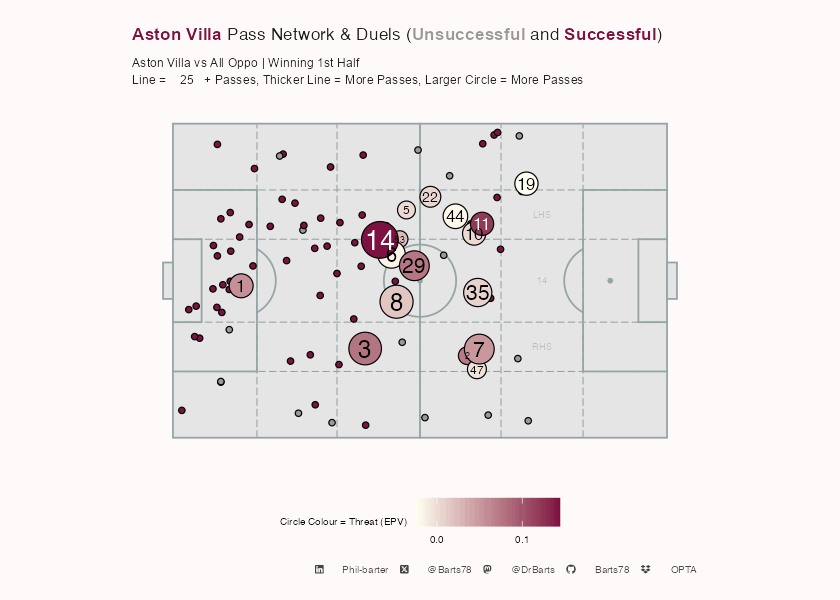 Aston Villa Pass Network & Duels (Unsuccessful and Successful)
Aston Villa vs All Oppo | Winning 1st Half
Line = 25 + Passes, Thicker Line = More Passes, Larger Circle = More Passes
19
22
5
44
11
LHS
14
6
29
14
1
35
8
3
7
RHS
2
47
Circle Colour = Threat (EPV)
0.0 0.1
Phil-barter @Barts78 @DrBarts Barts78 OPTA